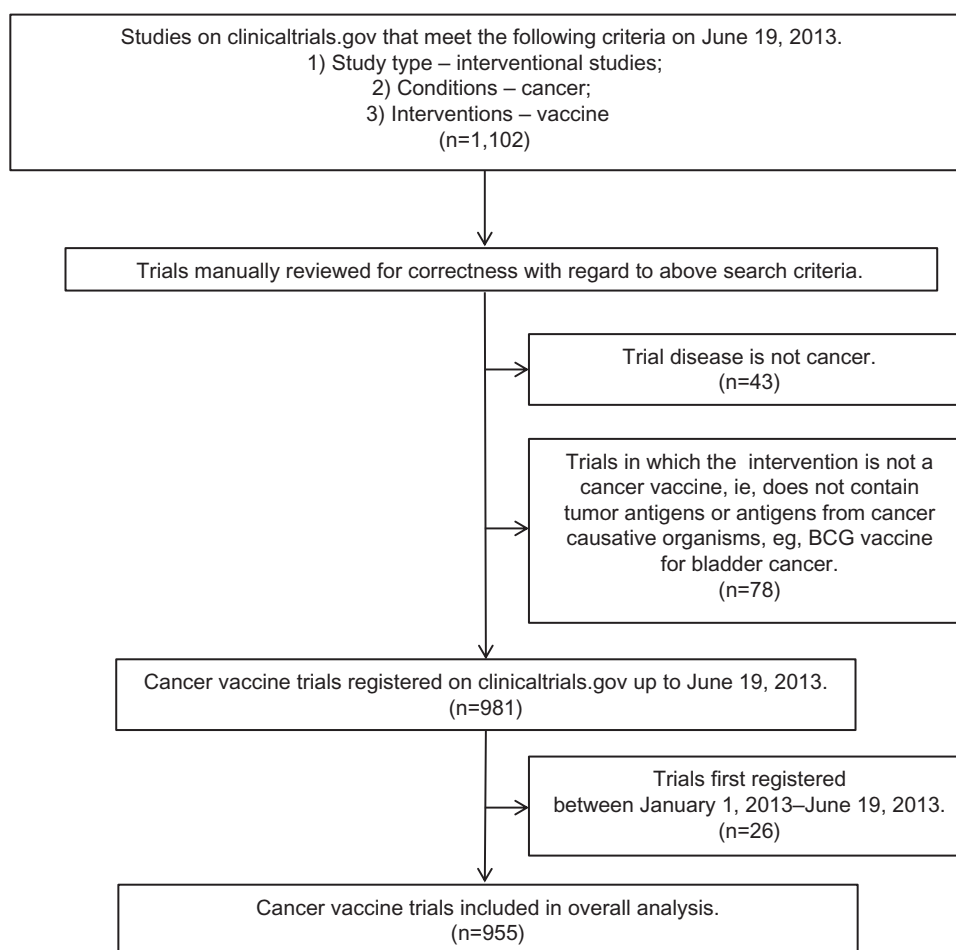 Studies on clinicaltrials.gov that meet the following criteria on June 19, 2013.
1) Study type – interventional studies;
2) Conditions – cancer;
3) Interventions – vaccine
(n=1,102)
Trials manually reviewed for correctness with regard to above search criteria.
Trial disease is not cancer.
(n=43)
Trials in which the intervention is not a
cancer vaccine, ie, does not contain
tumor antigens or antigens from cancer
causative organisms, eg, BCG vaccine
for bladder cancer.
(n=78)
Cancer vaccine trials registered on clinicaltrials.gov up to June 19, 2013.
(n=981)
Trials first registered
between January 1, 2013–June 19, 2013.
(n=26)
Cancer vaccine trials included in overall analysis.
(n=955)